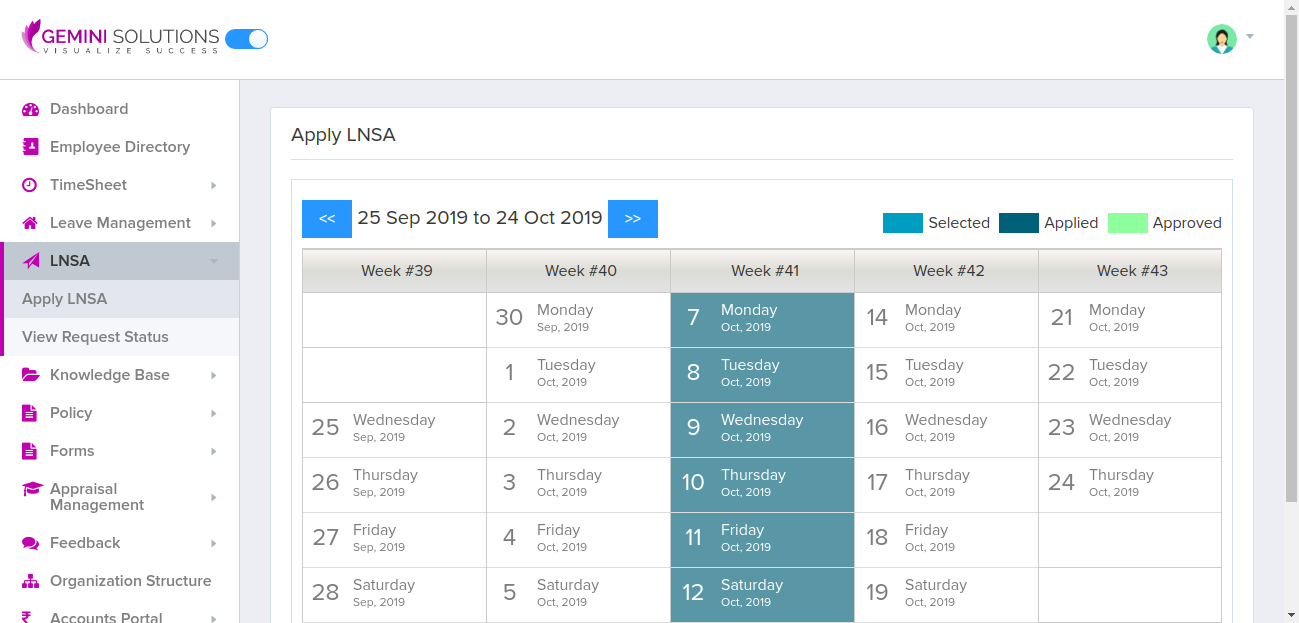 GEMINI SOLUTIONS
VISUALIZE SUCCESS
Dashboard
Employee Directory
TimeSheet
Leave Management
LNSA
Apply LNSA
View Request Status
Knowledge Base
Policy
Forms
Appraisal
Management
Feedback
Organization Structure
Accounts Portal
Apply LNSA
<< 25 Sep 2019 to 24 Oct 2019 >>
Selected Applied Approved
Week #39 Week #40 Week #41 Week #42 Week #43
30 Monday 7 Monday 14 Monday 21 Monday
Sep, 2019 Oct, 2019 Oct, 2019 Oct, 2019
1 Tuesday 8 Tuesday 15 Tuesday 22 Tuesday
Oct, 2019 Oct, 2019 Oct, 2019 Oct, 2019
25 Wednesday 2 Wednesday 9 Wednesday 16 Wednesday 23 Wednesday
Sep, 2019 Oct, 2019 Oct, 2019 Oct, 2019 Oct, 2019
26 Thursday 3 Thursday 10 Thursday 17 Thursday 24 Thursday
Sep, 2019 Oct, 2019 Oct, 2019 Oct, 2019 Oct, 2019
27 Friday 4 Friday 11 Friday 18 Friday
Sep, 2019 Oct, 2019 Oct, 2019 Oct, 2019
28 Saturday 5 Saturday 12 Saturday 19 Saturday
Sep, 2019 Oct, 2019 Oct, 2019 Oct, 2019